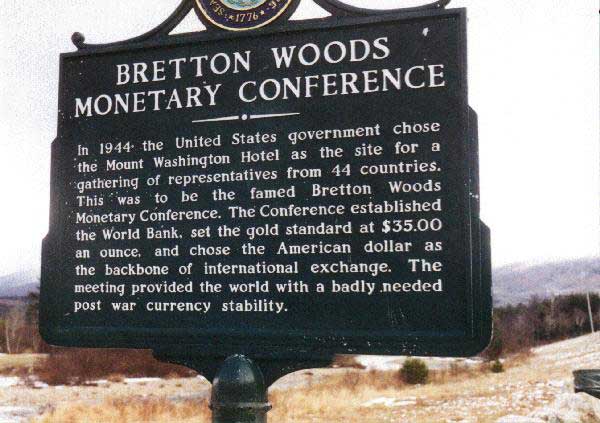 1776
BRETTON WOODS
MONETARY CONFERENCE
In 1944 the United States government chose
the Mount Washington Hotel as the site for a
gathering of representatives from 44 countries.
This was to be the famed Bretton Woods
Monetary Conference. The Conference established
the World Bank, set the gold standard at $35.00
an ounce, and chose the American dollar as
the backbone of international exchange. The
meeting provided the world with a badly needed
post war currency stability.